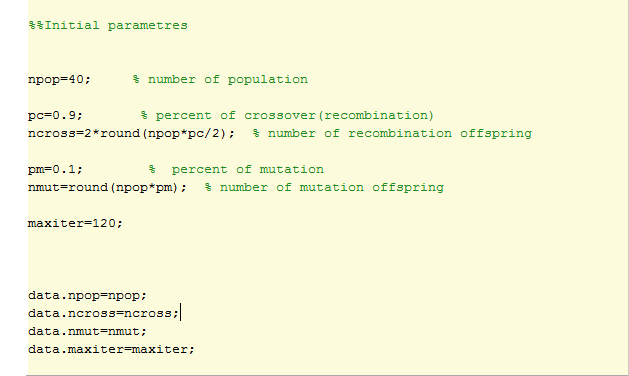 %%Initial parametres
npop=40; % number of population
pc=0.9; % percent of crossover(recombination)
ncross=2*round(npop*pc/2); % number of recombination offspring
pm=0.1; % percent of mutation
nmut=round(npop*pm); % number of mutation offspring
maxiter=120;
data.npop=npop;
data.ncross=ncross;
data.nmut=nmut;
data.maxiter=maxiter;